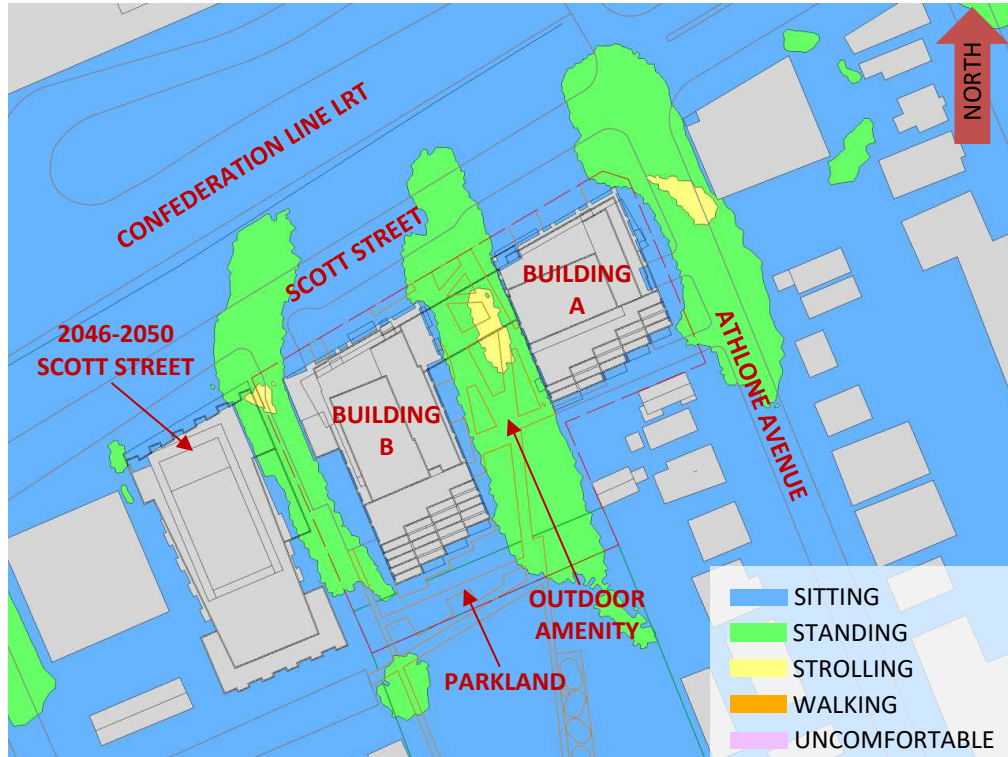 NORTH
CONFEDERATION LINE LRT
SCOTT STREET
BUILDING
A
2046-2050
SCOTT STREET
BUILDING
B
ATHLONE AVENUE
OUTDOOR
AMENITY
PARKLAND
SITTING
STANDING
STROLLING
WALKING
UNCOMFORTABLE